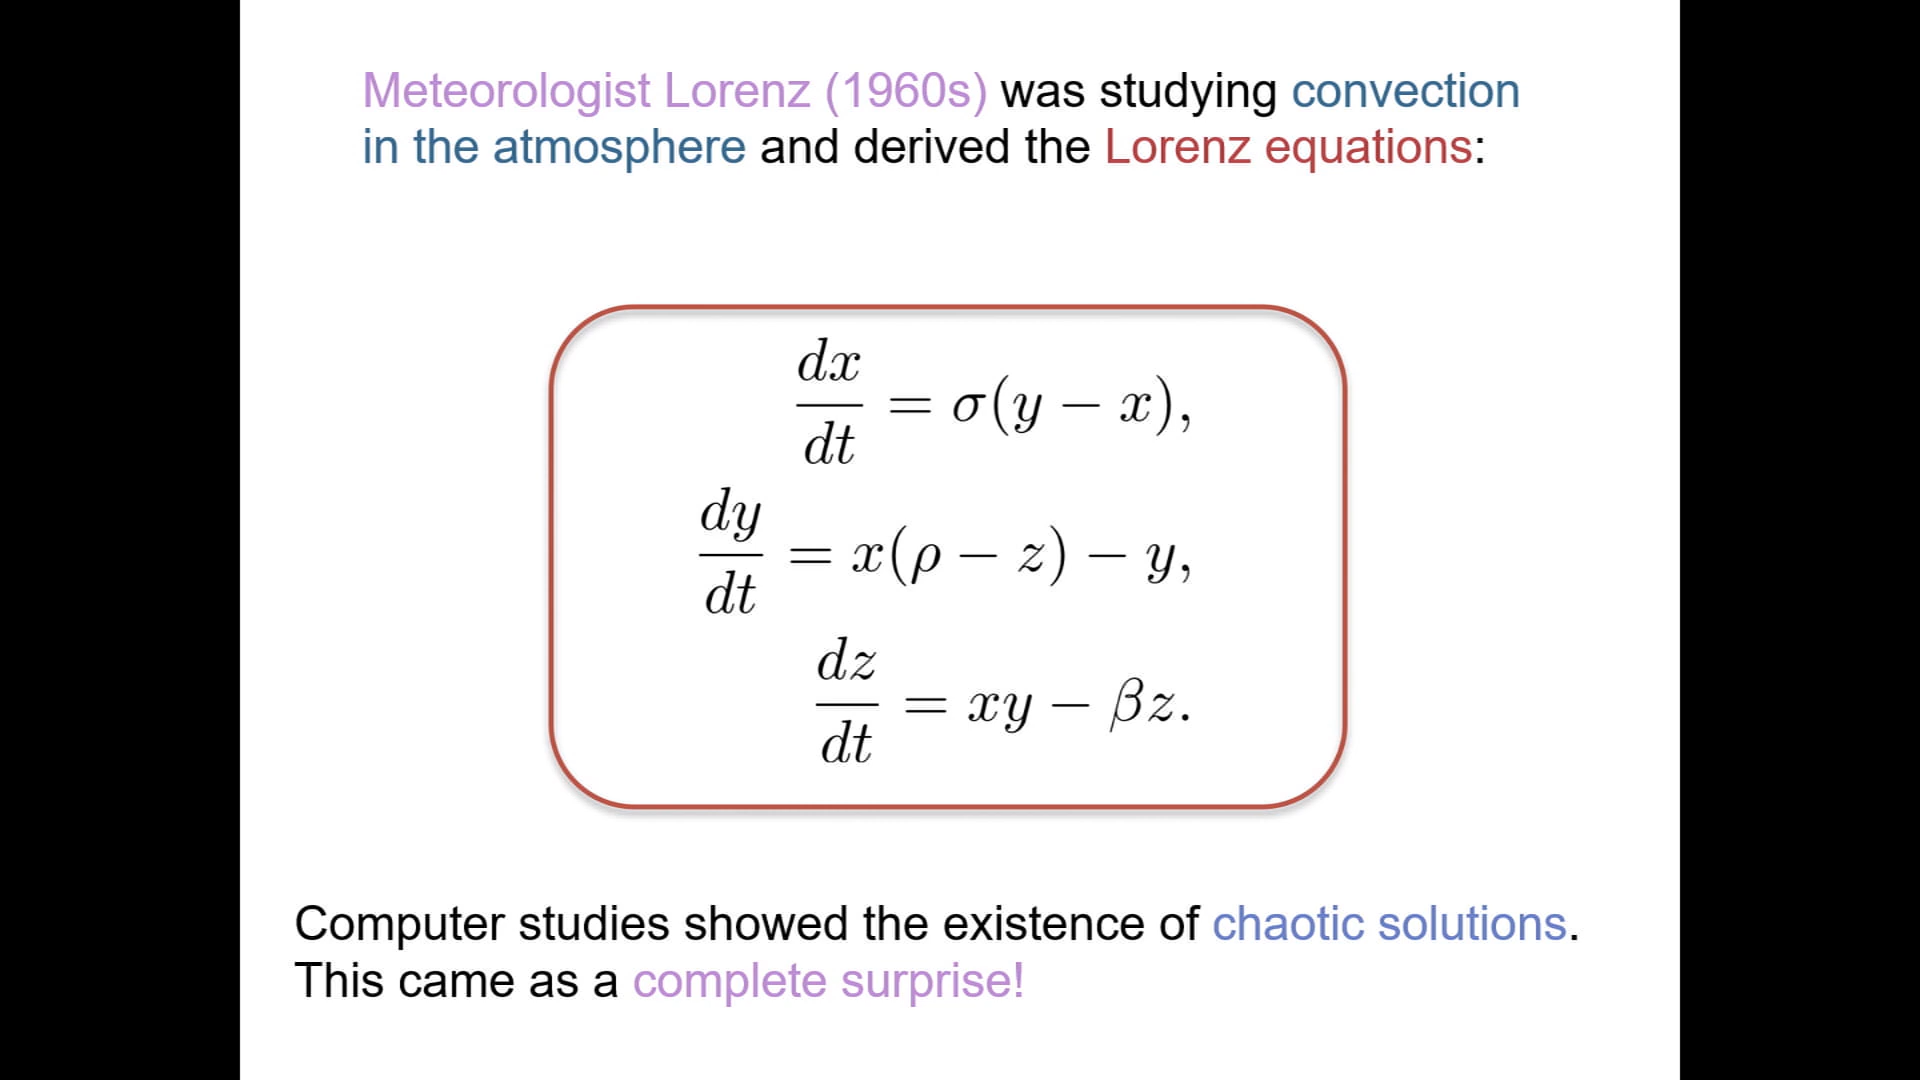 Meteorologist Lorenz (1960s) was studying convection
in the atmosphere and derived the Lorenz equations:
dx/dt = σ(y − x),
dy/dt = x(ρ − z) − y,
dz/dt = xy − βz.
Computer studies showed the existence of chaotic solutions.
This came as a complete surprise!